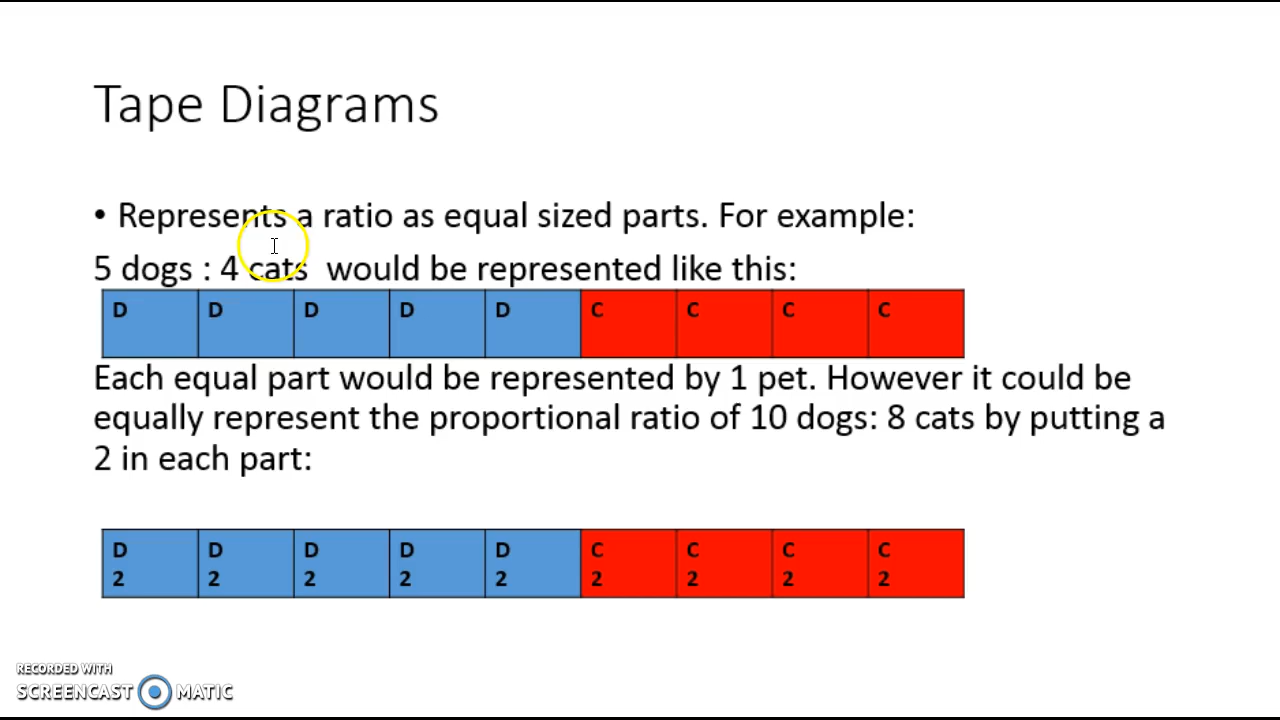 Tape Diagrams
• Represents a ratio as equal sized parts. For example:
5 dogs : 4 cats would be represented like this:
D D D D D C C C C
Each equal part would be represented by 1 pet. However it could be
equally represent the proportional ratio of 10 dogs: 8 cats by putting a
2 in each part:
D D D D D C C C C
2 2 2 2 2 2 2 2 2
RECORDED WITH
SCREENCAST MATIC